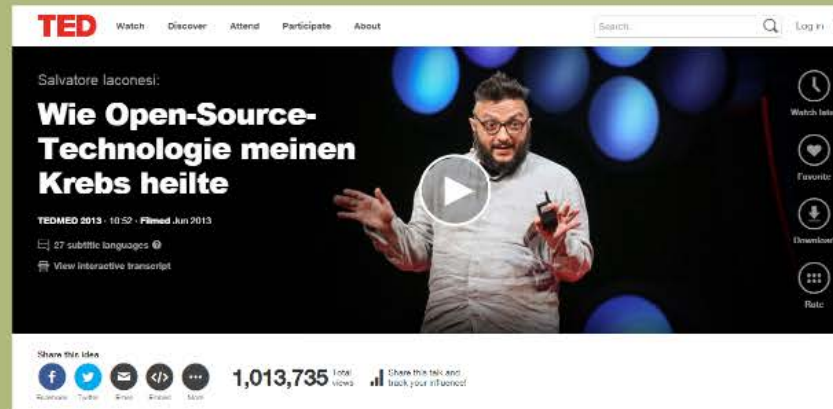 TED Watch Discover Attend Participate About Search... Log in
Salvatore Iaconesi:
Wie Open-Source-
Technologie meinen
Krebs heilte
TEDMED 2013 · 10:52 · Filmed Jun 2013
27 subtitle languages
View interactive transcript
Watch later
Favorite
Download
Rate
Share this idea
Facebook Twitter Email Embed More
1,013,735 Total views
Share this talk and
track your influence!